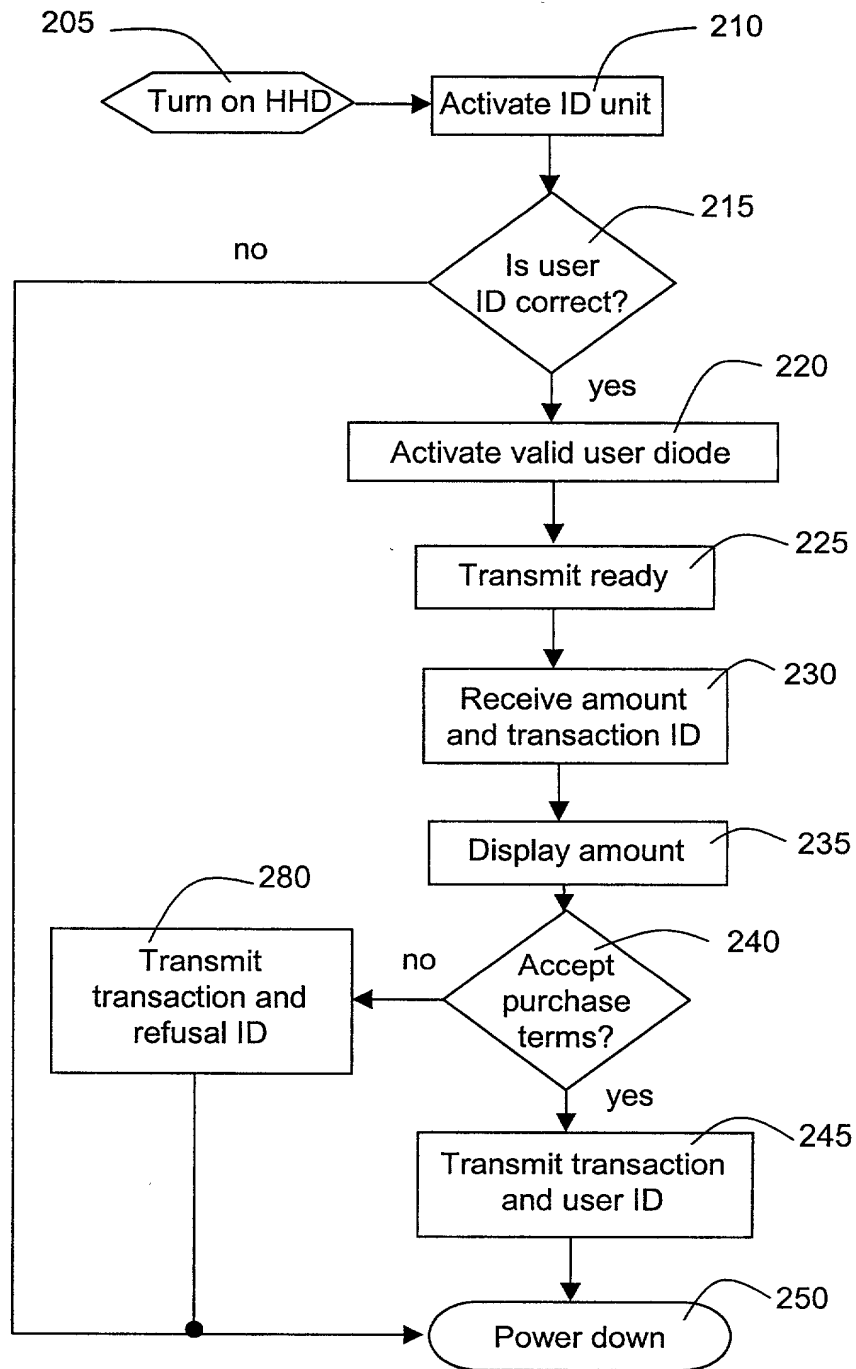 205
210
Turn on HHD
Activate ID unit
215
no
Is user
ID correct?
yes
220
Activate valid user diode
225
Transmit ready
230
Receive amount
and transaction ID
235
Display amount
280
240
Transmit
transaction and
refusal ID
no
Accept
purchase
terms?
yes
245
Transmit transaction
and user ID
250
Power down